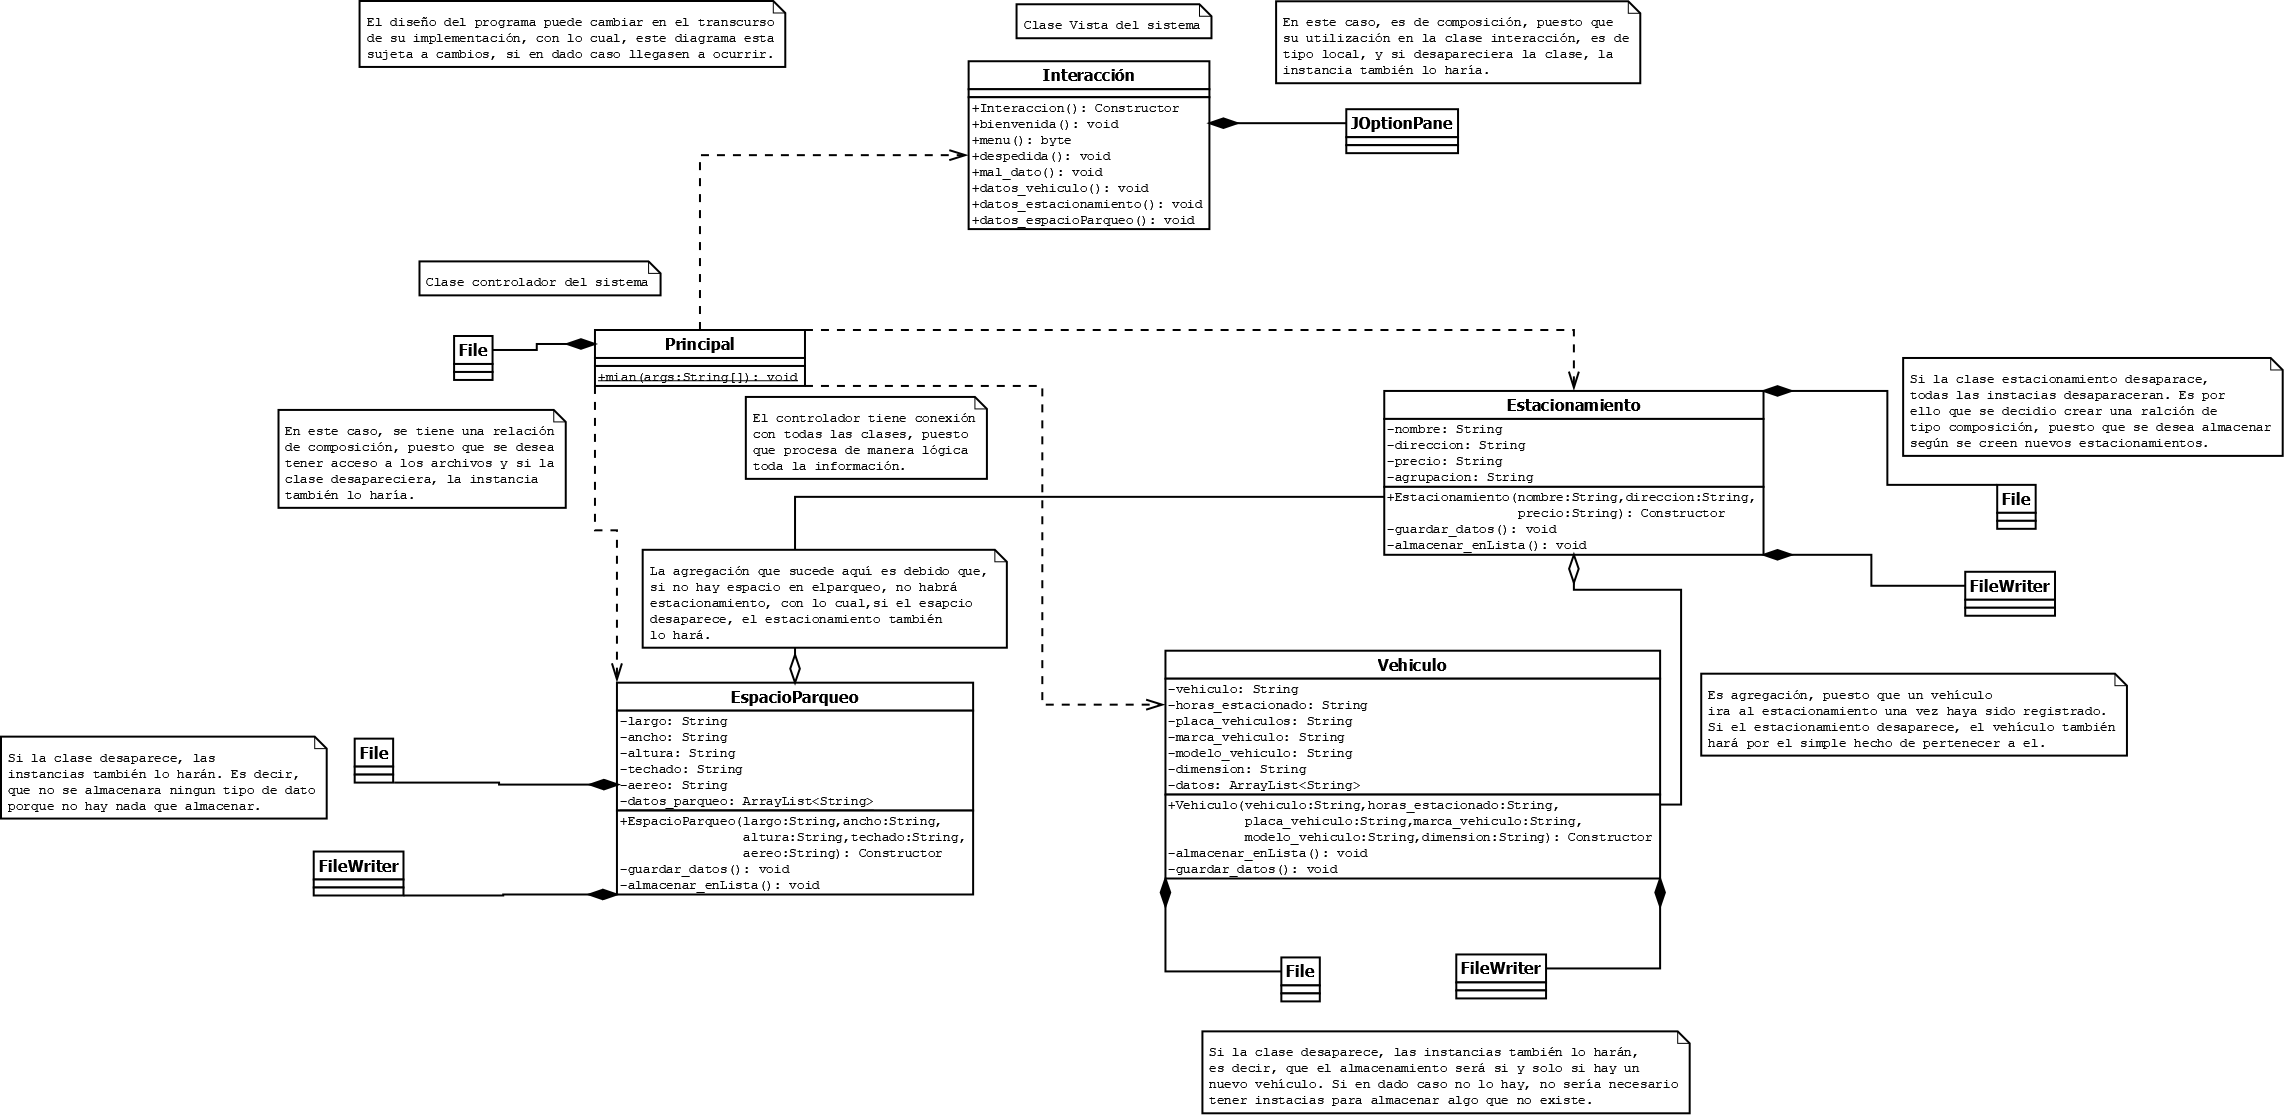 El diseño del programa puede cambiar en el transcurso
de su implementación, con lo cual, este diagrama esta
sujeta a cambios, si en dado caso llegasen a ocurrir.
Clase Vista del sistema
En este caso, es de composición, puesto que
su utilización en la clase interacción, es de
tipo local, y si desapareciera la clase, la
instancia también lo haría.
Interacción
+Interaccion(): Constructor
+bienvenida(): void
+menu(): byte
+despedida(): void
+mal_dato(): void
+datos_vehiculo(): void
+datos_estacionamiento(): void
+datos_espacioParqueo(): void
JOptionPane
Clase controlador del sistema
File
Principal
+mian(args:String[]): void
En este caso, se tiene una relación
de composición, puesto que se desea
tener acceso a los archivos y si la
clase desapareciera, la instancia
también lo haría.
El controlador tiene conexión
con todas las clases, puesto
que procesa de manera lógica
toda la información.
Estacionamiento
-nombre: String
-direccion: String
-precio: String
-agrupacion: String
+Estacionamiento(nombre:String,direccion:String,
precio:String): Constructor
-guardar_datos(): void
-almacenar_enLista(): void
Si la clase estacionamiento desaparace,
todas las instacias desaparaceran. Es por
ello que se decidio crear una ralción de
tipo composición, puesto que se desea almacenar
según se creen nuevos estacionamientos.
File
FileWriter
La agregación que sucede aquí es debido que,
si no hay espacio en elparqueo, no habrá
estacionamiento, con lo cual,si el esapcio
desaparece, el estacionamiento también
lo hará.
EspacioParqueo
-largo: String
-ancho: String
-altura: String
-techado: String
-aereo: String
-datos_parqueo: ArrayList<String>
+EspacioParqueo(largo:String,ancho:String,
altura:String,techado:String,
aereo:String): Constructor
-guardar_datos(): void
-almacenar_enLista(): void
Si la clase desaparece, las
instancias también lo harán. Es decir,
que no se almacenara ningun tipo de dato
porque no hay nada que almacenar.
File
FileWriter
Vehiculo
-vehiculo: String
-horas_estacionado: String
-placa_vehiculos: String
-marca_vehiculo: String
-modelo_vehiculo: String
-dimension: String
-datos: ArrayList<String>
+Vehiculo(vehiculo:String,horas_estacionado:String,
placa_vehiculo:String,marca_vehiculo:String,
modelo_vehiculo:String,dimension:String): Constructor
-almacenar_enLista(): void
-guardar_datos(): void
Es agregación, puesto que un vehículo
ira al estacionamiento una vez haya sido registrado.
Si el estacionamiento desaparece, el vehículo también
hará por el simple hecho de pertenecer a el.
File
FileWriter
Si la clase desaparece, las instancias también lo harán,
es decir, que el almacenamiento será si y solo si hay un
nuevo vehículo. Si en dado caso no lo hay, no sería necesario
tener instacias para almacenar algo que no existe.